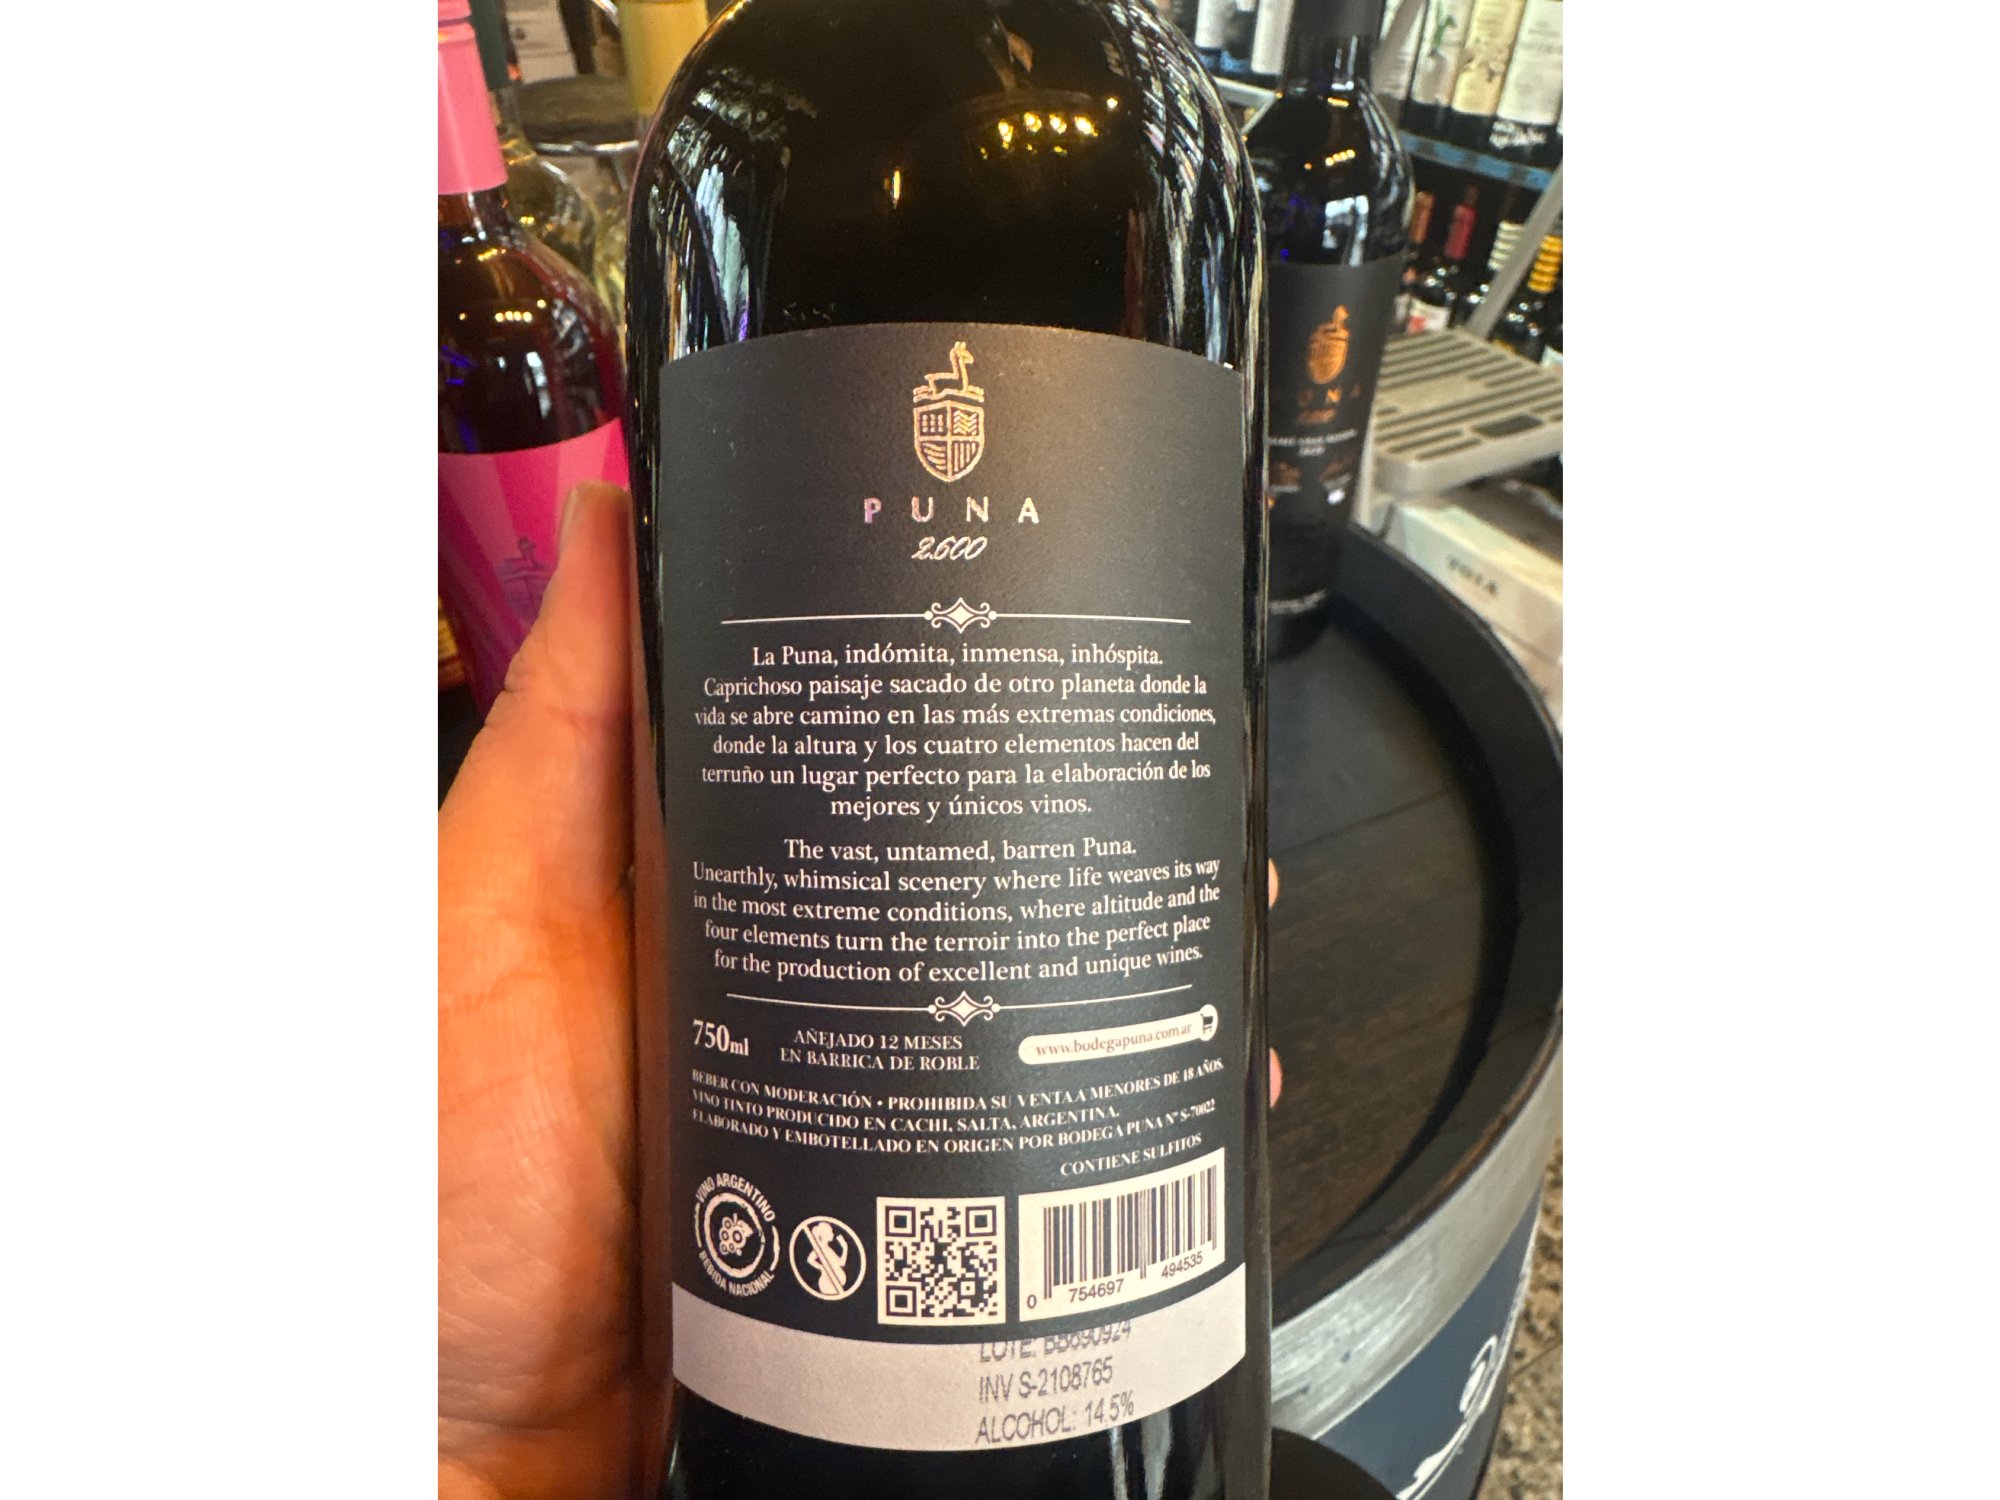 PUNA
2.600
La Puna, indómita, inmensa, inhóspita.
Caprichoso paisaje sacado de otro planeta donde la
vida se abre camino en las más extremas condiciones,
donde la altura y los cuatro elementos hacen del
terruño un lugar perfecto para la elaboración de los
mejores y únicos vinos.
The vast, untamed, barren Puna.
Unearthly, whimsical scenery where life weaves its way
in the most extreme conditions, where altitude and the
four elements turn the terroir into the perfect place
for the production of excellent and unique wines.
750ml
AÑEJADO 12 MESES
EN BARRICA DE ROBLE
www.bodegapuna.com.ar
BEBER CON MODERACIÓN • PROHIBIDA SU VENTA A MENORES DE 18 AÑOS.
VINO TINTO PRODUCIDO EN CACHI, SALTA, ARGENTINA.
ELABORADO Y EMBOTELLADO EN ORIGEN POR BODEGA PUNA N° S-70022
CONTIENE SULFITOS
VINO ARGENTINO
BEBIDA NACIONAL
0 754697 494535
LOTE: BB690924
INV S-2108765
ALCOHOL: 14,5%